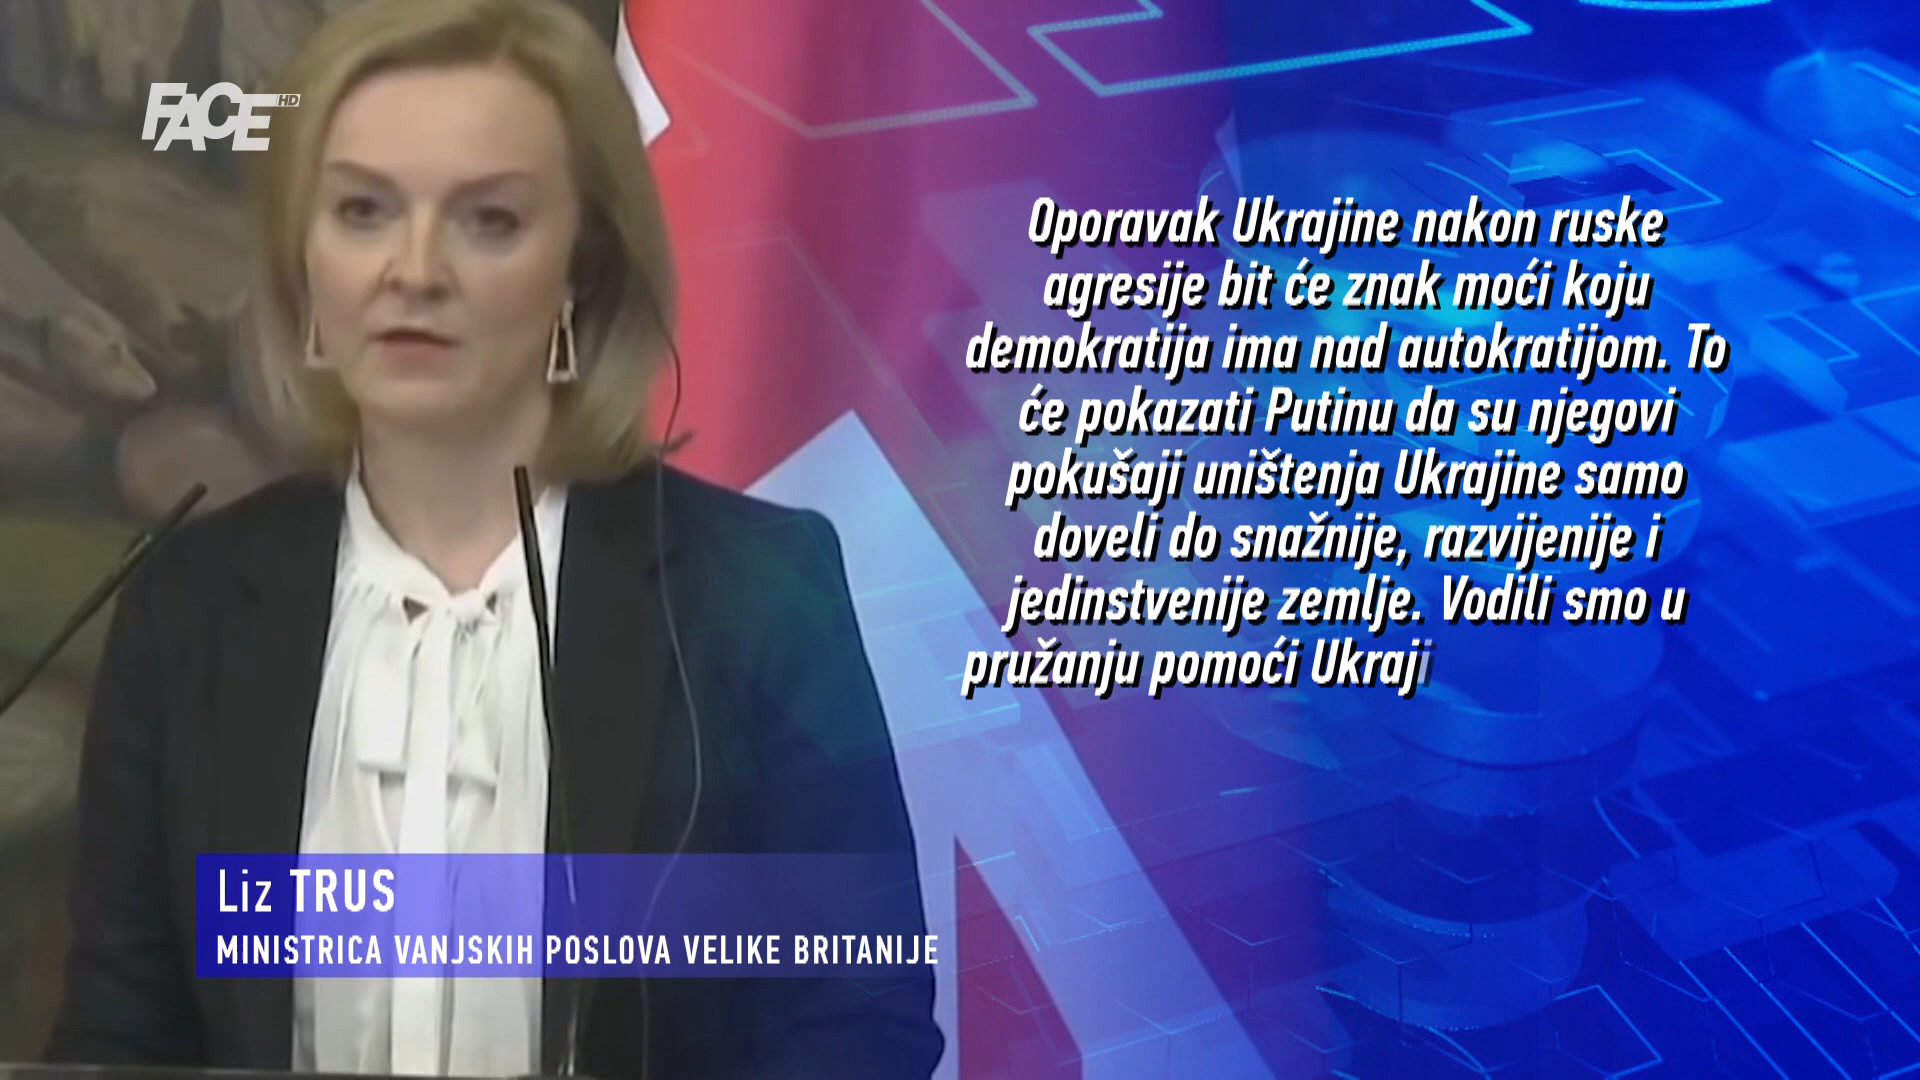 FACE HD
Oporavak Ukrajine nakon ruske
agresije bit će znak moći koju
demokratija ima nad autokratijom. To
će pokazati Putinu da su njegovi
pokušaji uništenja Ukrajine samo
doveli do snažnije, razvijenije i
jedinstvenije zemlje. Vodili smo u
pružanju pomoći Ukraji
Liz TRUS
MINISTRICA VANJSKIH POSLOVA VELIKE BRITANIJE